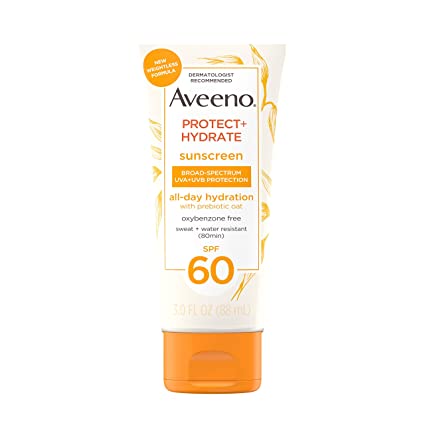 NEW
WEIGHTLESS
FORMULA
DERMATOLOGIST
RECOMMENDED
Aveeno.
PROTECT+
HYDRATE
sunscreen
BROAD-SPECTRUM
UVA+UVB PROTECTION
all-day hydration
with prebiotic oat
oxybenzone free
sweat + water resistant
(80min)
SPF
60
3.0 FL OZ (88 mL)